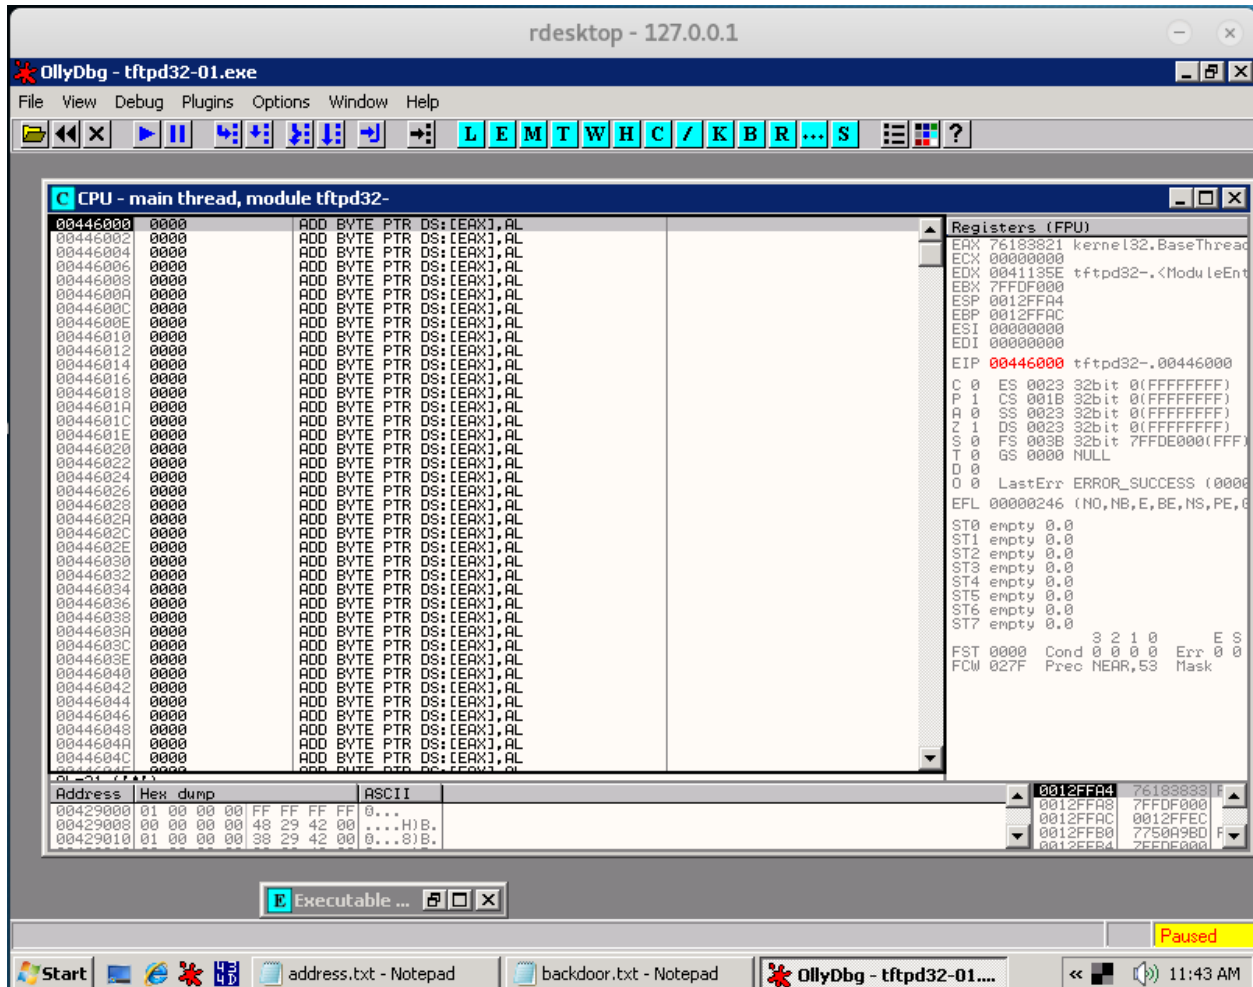 rdesktop - 127.0.0.1
OllyDbg - tftpd32-01.exe
File View Debug Plugins Options Window Help
L E M T W H C / K B R ... S ?
C CPU - main thread, module tftpd32-
00446000 0000 ADD BYTE PTR DS:[EAX],AL
00446002 0000 ADD BYTE PTR DS:[EAX],AL
00446004 0000 ADD BYTE PTR DS:[EAX],AL
00446006 0000 ADD BYTE PTR DS:[EAX],AL
00446008 0000 ADD BYTE PTR DS:[EAX],AL
0044600A 0000 ADD BYTE PTR DS:[EAX],AL
0044600C 0000 ADD BYTE PTR DS:[EAX],AL
0044600E 0000 ADD BYTE PTR DS:[EAX],AL
00446010 0000 ADD BYTE PTR DS:[EAX],AL
00446012 0000 ADD BYTE PTR DS:[EAX],AL
00446014 0000 ADD BYTE PTR DS:[EAX],AL
00446016 0000 ADD BYTE PTR DS:[EAX],AL
00446018 0000 ADD BYTE PTR DS:[EAX],AL
0044601A 0000 ADD BYTE PTR DS:[EAX],AL
0044601C 0000 ADD BYTE PTR DS:[EAX],AL
0044601E 0000 ADD BYTE PTR DS:[EAX],AL
00446020 0000 ADD BYTE PTR DS:[EAX],AL
00446022 0000 ADD BYTE PTR DS:[EAX],AL
00446024 0000 ADD BYTE PTR DS:[EAX],AL
00446026 0000 ADD BYTE PTR DS:[EAX],AL
00446028 0000 ADD BYTE PTR DS:[EAX],AL
0044602A 0000 ADD BYTE PTR DS:[EAX],AL
0044602C 0000 ADD BYTE PTR DS:[EAX],AL
0044602E 0000 ADD BYTE PTR DS:[EAX],AL
00446030 0000 ADD BYTE PTR DS:[EAX],AL
00446032 0000 ADD BYTE PTR DS:[EAX],AL
00446034 0000 ADD BYTE PTR DS:[EAX],AL
00446036 0000 ADD BYTE PTR DS:[EAX],AL
00446038 0000 ADD BYTE PTR DS:[EAX],AL
0044603A 0000 ADD BYTE PTR DS:[EAX],AL
0044603C 0000 ADD BYTE PTR DS:[EAX],AL
0044603E 0000 ADD BYTE PTR DS:[EAX],AL
00446040 0000 ADD BYTE PTR DS:[EAX],AL
00446042 0000 ADD BYTE PTR DS:[EAX],AL
00446044 0000 ADD BYTE PTR DS:[EAX],AL
00446046 0000 ADD BYTE PTR DS:[EAX],AL
00446048 0000 ADD BYTE PTR DS:[EAX],AL
0044604A 0000 ADD BYTE PTR DS:[EAX],AL
0044604C 0000 ADD BYTE PTR DS:[EAX],AL
Registers (FPU)
EAX 76183821 kernel32.BaseThread
ECX 00000000
EDX 0041135E tftpd32-.<ModuleEnt
EBX 7FFDF000
ESP 0012FFA4
EBP 0012FFAC
ESI 00000000
EDI 00000000
EIP 00446000 tftpd32-.00446000
C 0 ES 0023 32bit 0(FFFFFFFF)
P 1 CS 001B 32bit 0(FFFFFFFF)
A 0 SS 0023 32bit 0(FFFFFFFF)
Z 1 DS 0023 32bit 0(FFFFFFFF)
S 0 FS 003B 32bit 7FFDE000(FFF)
T 0 GS 0000 NULL
D 0
O 0 LastErr ERROR_SUCCESS (0000
EFL 00000246 (NO,NB,E,BE,NS,PE,G
ST0 empty 0.0
ST1 empty 0.0
ST2 empty 0.0
ST3 empty 0.0
ST4 empty 0.0
ST5 empty 0.0
ST6 empty 0.0
ST7 empty 0.0
3 2 1 0 E S
FST 0000 Cond 0 0 0 0 Err 0 0
FCW 027F Prec NEAR,53 Mask
Address Hex dump ASCII
00429000 01 00 00 00 FF FF FF FF 0...
00429008 00 00 00 00 48 29 42 00 ....H)B.
00429010 01 00 00 00 38 29 42 00 0...8)B.
0012FFA4 76183833
0012FFA8 7FFDF000
0012FFAC 0012FFEC
0012FFB0 7750A9BD
0012FFB4 7FFDF000
E Executable ...
Paused
Start address.txt - Notepad backdoor.txt - Notepad OllyDbg - tftpd32-01.... « 11:43 AM